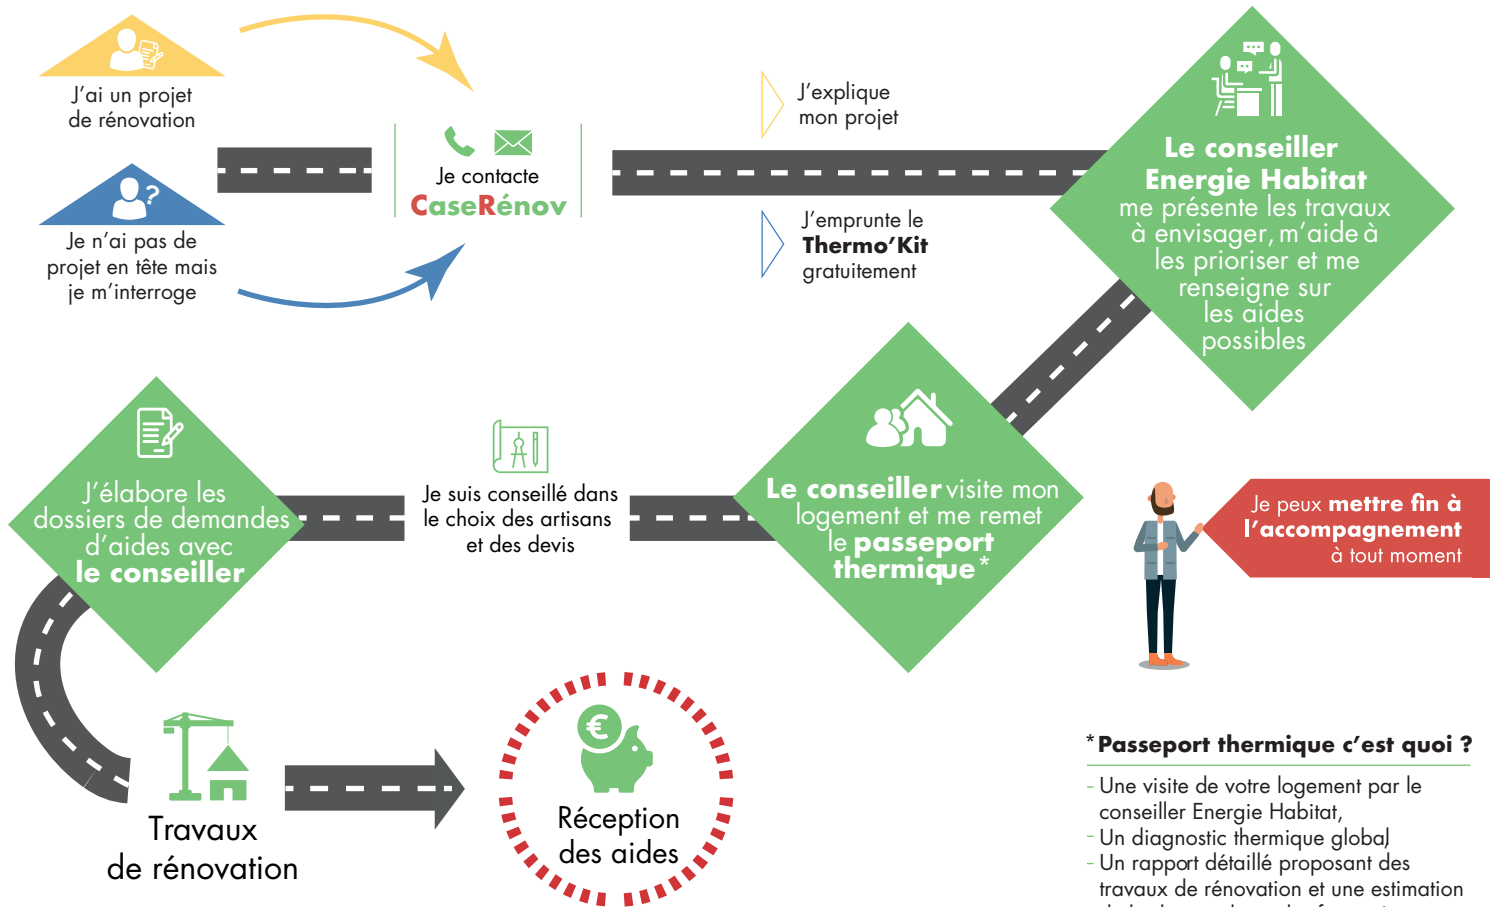 J'ai un projet
de rénovation
Je n'ai pas de
projet en tête mais
je m'interroge
?
Je contacte
CaseRénov
J'explique
mon projet
J'emprunte le
Thermo'Kit
gratuitement
Le conseiller
Energie Habitat
me présente les travaux
à envisager, m'aide à
les prioriser et me
renseigne sur
les aides
possibles
Le conseiller visite mon
logement et me remet
le passeport
thermique*
Je suis conseillé dans
le choix des artisans
et des devis
J'élabore les
dossiers de demandes
d'aides avec
le conseiller
Travaux
de rénovation
€
Réception
des aides
Je peux mettre fin à
l'accompagnement
à tout moment
*Passeport thermique c'est quoi ?
- Une visite de votre logement par le
conseiller Energie Habitat,
- Un diagnostic thermique global,
- Un rapport détaillé proposant des
travaux de rénovation et une estimation